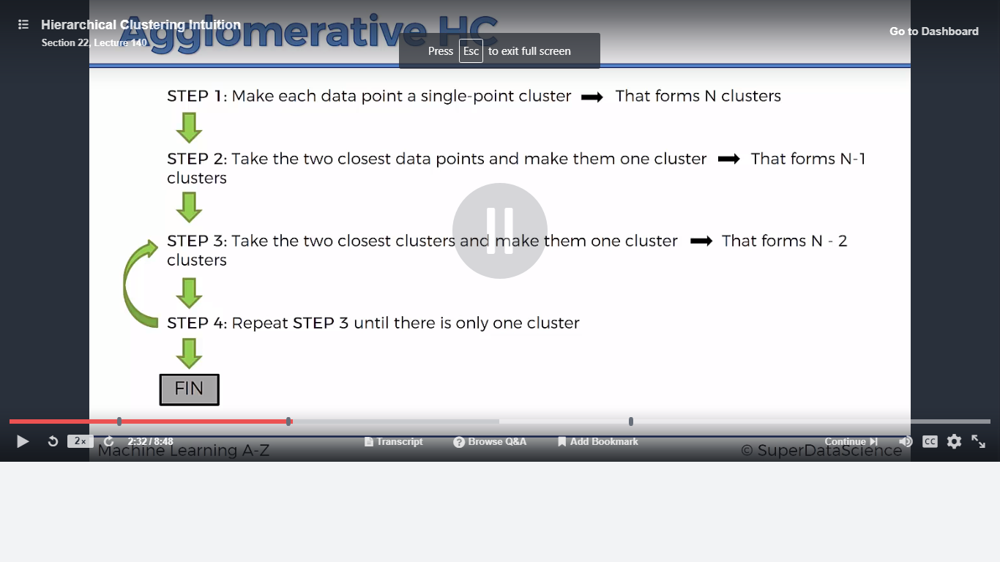 Hierarchical Clustering Intuition
Section 22, Lecture 140
Agglomerative HC
Go to Dashboard
Press Esc to exit full screen
STEP 1: Make each data point a single-point cluster That forms N clusters
STEP 2: Take the two closest data points and make them one cluster That forms N-1
clusters
STEP 3: Take the two closest clusters and make them one cluster That forms N - 2
clusters
STEP 4: Repeat STEP 3 until there is only one cluster
FIN
2x
2:32 / 8:48
Transcript
Browse Q&A
Add Bookmark
Continue
CC
Machine Learning A-Z
© SuperDataScience